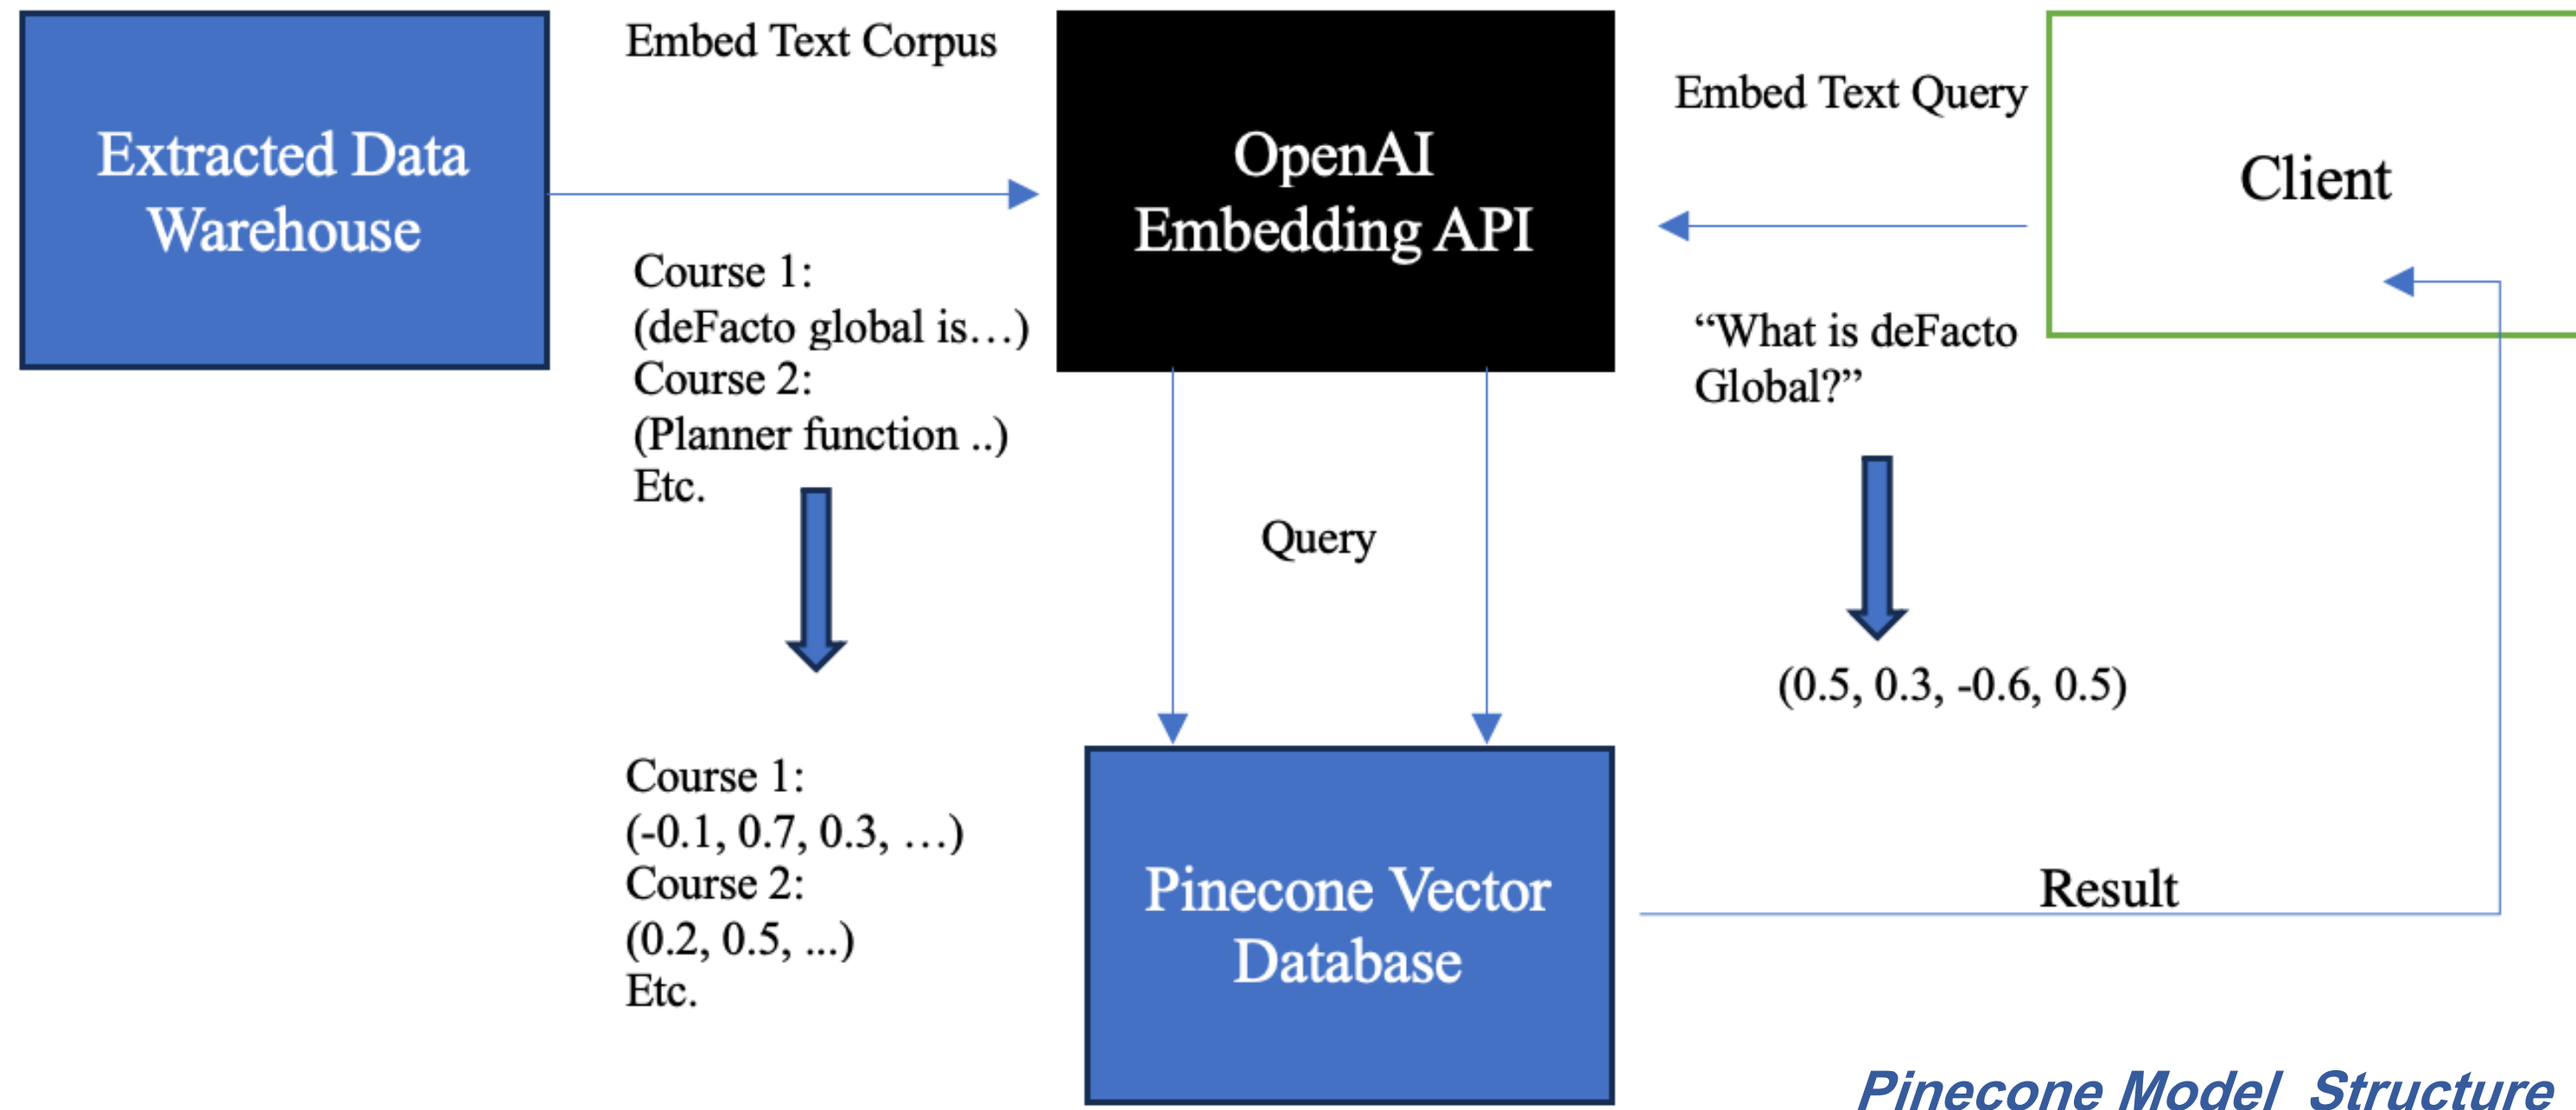 Extracted Data
Warehouse
Embed Text Corpus
Course 1:
(deFacto global is…)
Course 2:
(Planner function ..)
Etc.
Course 1:
(-0.1, 0.7, 0.3, …)
Course 2:
(0.2, 0.5, ...)
Etc.
OpenAI
Embedding API
Query
Pinecone Vector
Database
Embed Text Query
“What is deFacto
Global?”
(0.5, 0.3, -0.6, 0.5)
Client
Result
Pinecone Model Structure